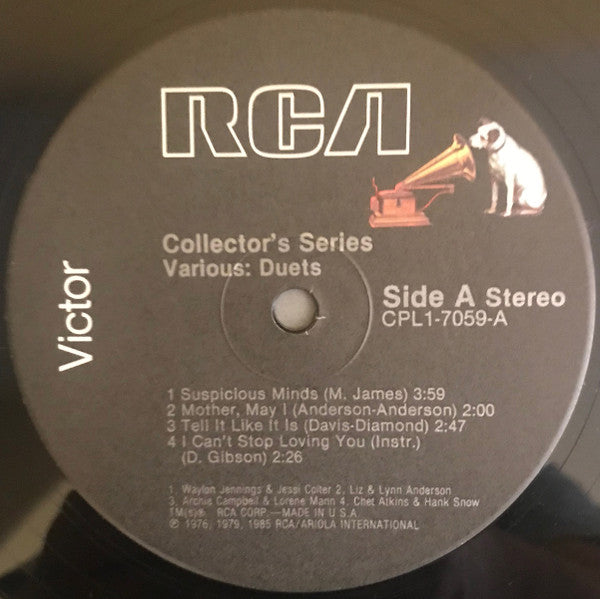 RCA
Collector's Series
Various: Duets
Victor
Side A Stereo
CPL1-7059-A
1 Suspicious Minds (M. James) 3:59
2 Mother, May I (Anderson-Anderson) 2:00
3 Tell It Like It Is (Davis-Diamond) 2:47
4 I Can't Stop Loving You (Instr.)
(D. Gibson) 2:26
1. Waylon Jennings & Jessi Colter 2. Liz & Lynn Anderson
3. Archie Campbell & Lorene Mann 4. Chet Atkins & Hank Snow
TM(s)® RCA CORP.—MADE IN U.S.A.
℗ 1976, 1979, 1985 RCA/ARIOLA INTERNATIONAL